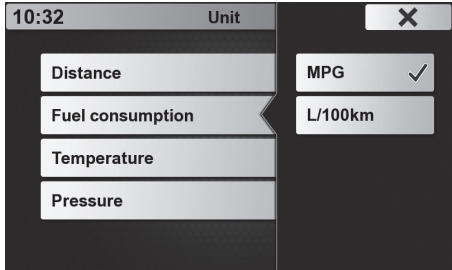 10:32 Unit
Distance
Fuel consumption
Temperature
Pressure
MPG
L/100km